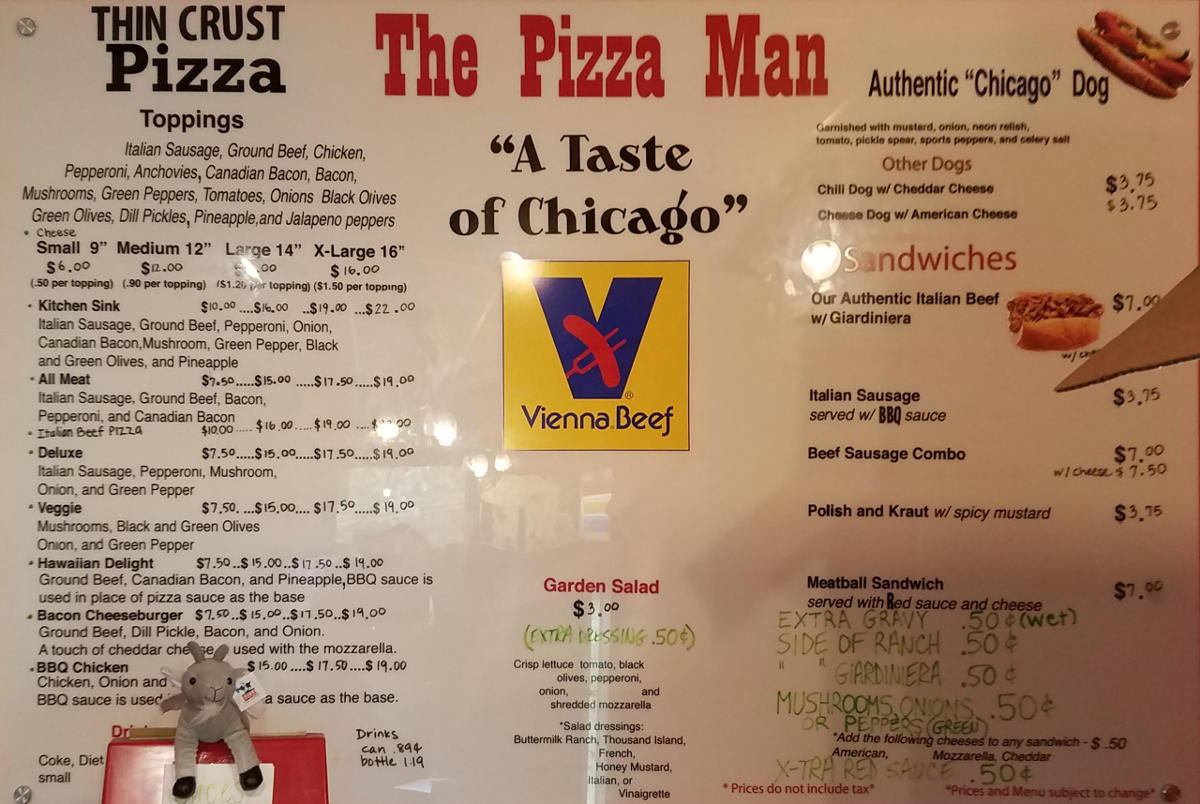 THIN CRUST
Pizza
Toppings
Italian Sausage, Ground Beef, Chicken,
Pepperoni, Anchovies, Canadian Bacon, Bacon,
Mushrooms, Green Peppers, Tomatoes, Onions Black Olives
Green Olives, Dill Pickles, Pineapple, and Jalapeno peppers
• Cheese
Small 9" Medium 12" Large 14" X-Large 16"
$6.00 $12.00 .00 $16.00
(.50 per topping) (.90 per topping) ($1.20 per topping) ($1.50 per topping)
• Kitchen Sink $10.00 ....$16.00 ...$19.00 ...$22.00
Italian Sausage, Ground Beef, Pepperoni, Onion,
Canadian Bacon,Mushroom, Green Pepper, Black
and Green Olives, and Pineapple
• All Meat $7.50.....$15.00 .....$17.50.....$19.00
Italian Sausage, Ground Beef, Bacon,
Pepperoni, and Canadian Bacon
• Italian Beef PIZZA $10.00 .... $16.00 ....$19.00 ....
• Deluxe $7.50.....$15.00.....$17.50....$19.00
Italian Sausage, Pepperoni, Mushroom,
Onion, and Green Pepper
• Veggie $7.50. ...$15.00.... $17.50.....$19.00
Mushrooms, Black and Green Olives
Onion, and Green Pepper
• Hawaiian Delight $7.50..$15.00..$17.50..$ 19.00
Ground Beef, Canadian Bacon, and Pineapple,BBQ sauce is
used in place of pizza sauce as the base
• Bacon Cheeseburger $7.50..$15.00..$17.50..$19.00
Ground Beef, Dill Pickle, Bacon, and Onion.
A touch of cheddar cheese used with the mozzarella.
• BBQ Chicken $15.00....$17.50....$19.00
Chicken, Onion and
BBQ sauce is used a sauce as the base.
Coke, Diet
small
Drinks
can .89¢
bottle 1.19
The Pizza Man
"A Taste
of Chicago"
V
®
Vienna Beef
Garden Salad
$3.00
(EXTRA DRESSING .50¢)
Crisp lettuce tomato, black
olives, pepperoni,
onion, and
shredded mozzarella
*Salad dressings:
Buttermilk Ranch, Thousand Island,
French,
Honey Mustard,
Italian, or
Vinaigrette
Authentic "Chicago" Dog
Garnished with mustard, onion, neon relish,
tomato, pickle spear, sports peppers, and celery salt
Other Dogs
Chili Dog w/ Cheddar Cheese $3.75
Cheese Dog w/ American Cheese $3.75
Sandwiches
Our Authentic Italian Beef $7.00
w/ Giardiniera
w/
Italian Sausage $3.75
served w/ BBQ sauce
Beef Sausage Combo $7.00
w/ cheese $7.50
Polish and Kraut w/ spicy mustard $3.75
Meatball Sandwich $7.00
served with Red sauce and cheese
EXTRA GRAVY .50¢ (wet)
SIDE OF RANCH .50¢
" " GIARDINIERA .50¢
MUSHROOMS, ONIONS .50¢
OR PEPPERS (GREEN)
*Add the following cheeses to any sandwich - $ .50
American, Mozzarella, Cheddar
X-TRA RED SAUCE .50¢
* Prices do not include tax* *Prices and Menu subject to change*